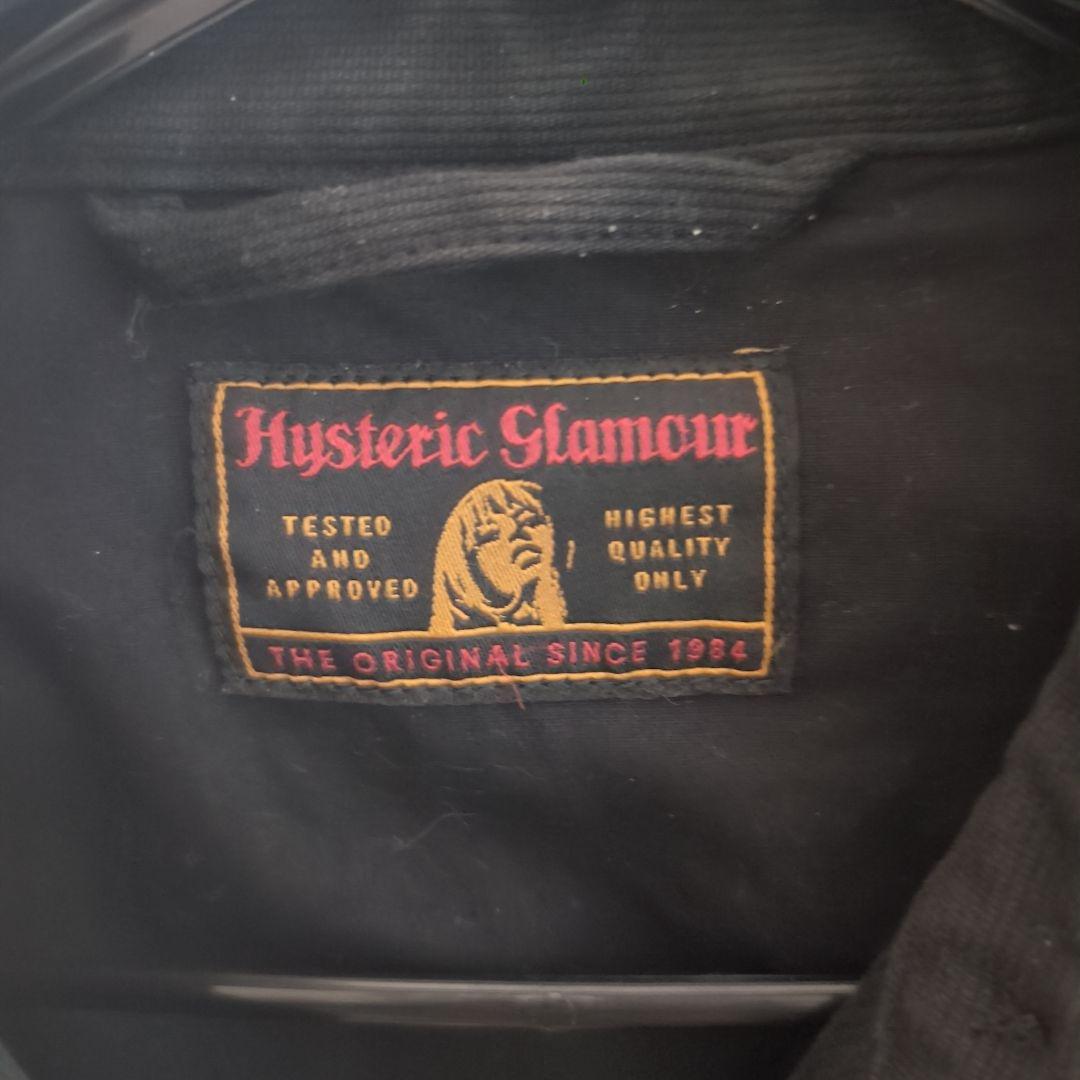 Hysteric Glamour
TESTED
AND
APPROVED
HIGHEST
QUALITY
ONLY
THE ORIGINAL SINCE 1984